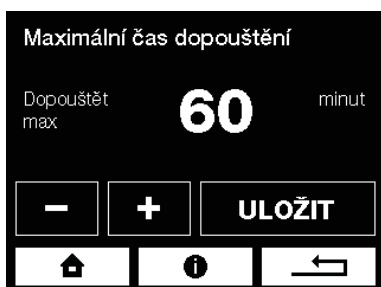 Maximální čas dopouštění
Dopouštět max
60
minut
− +
ULOŽIT